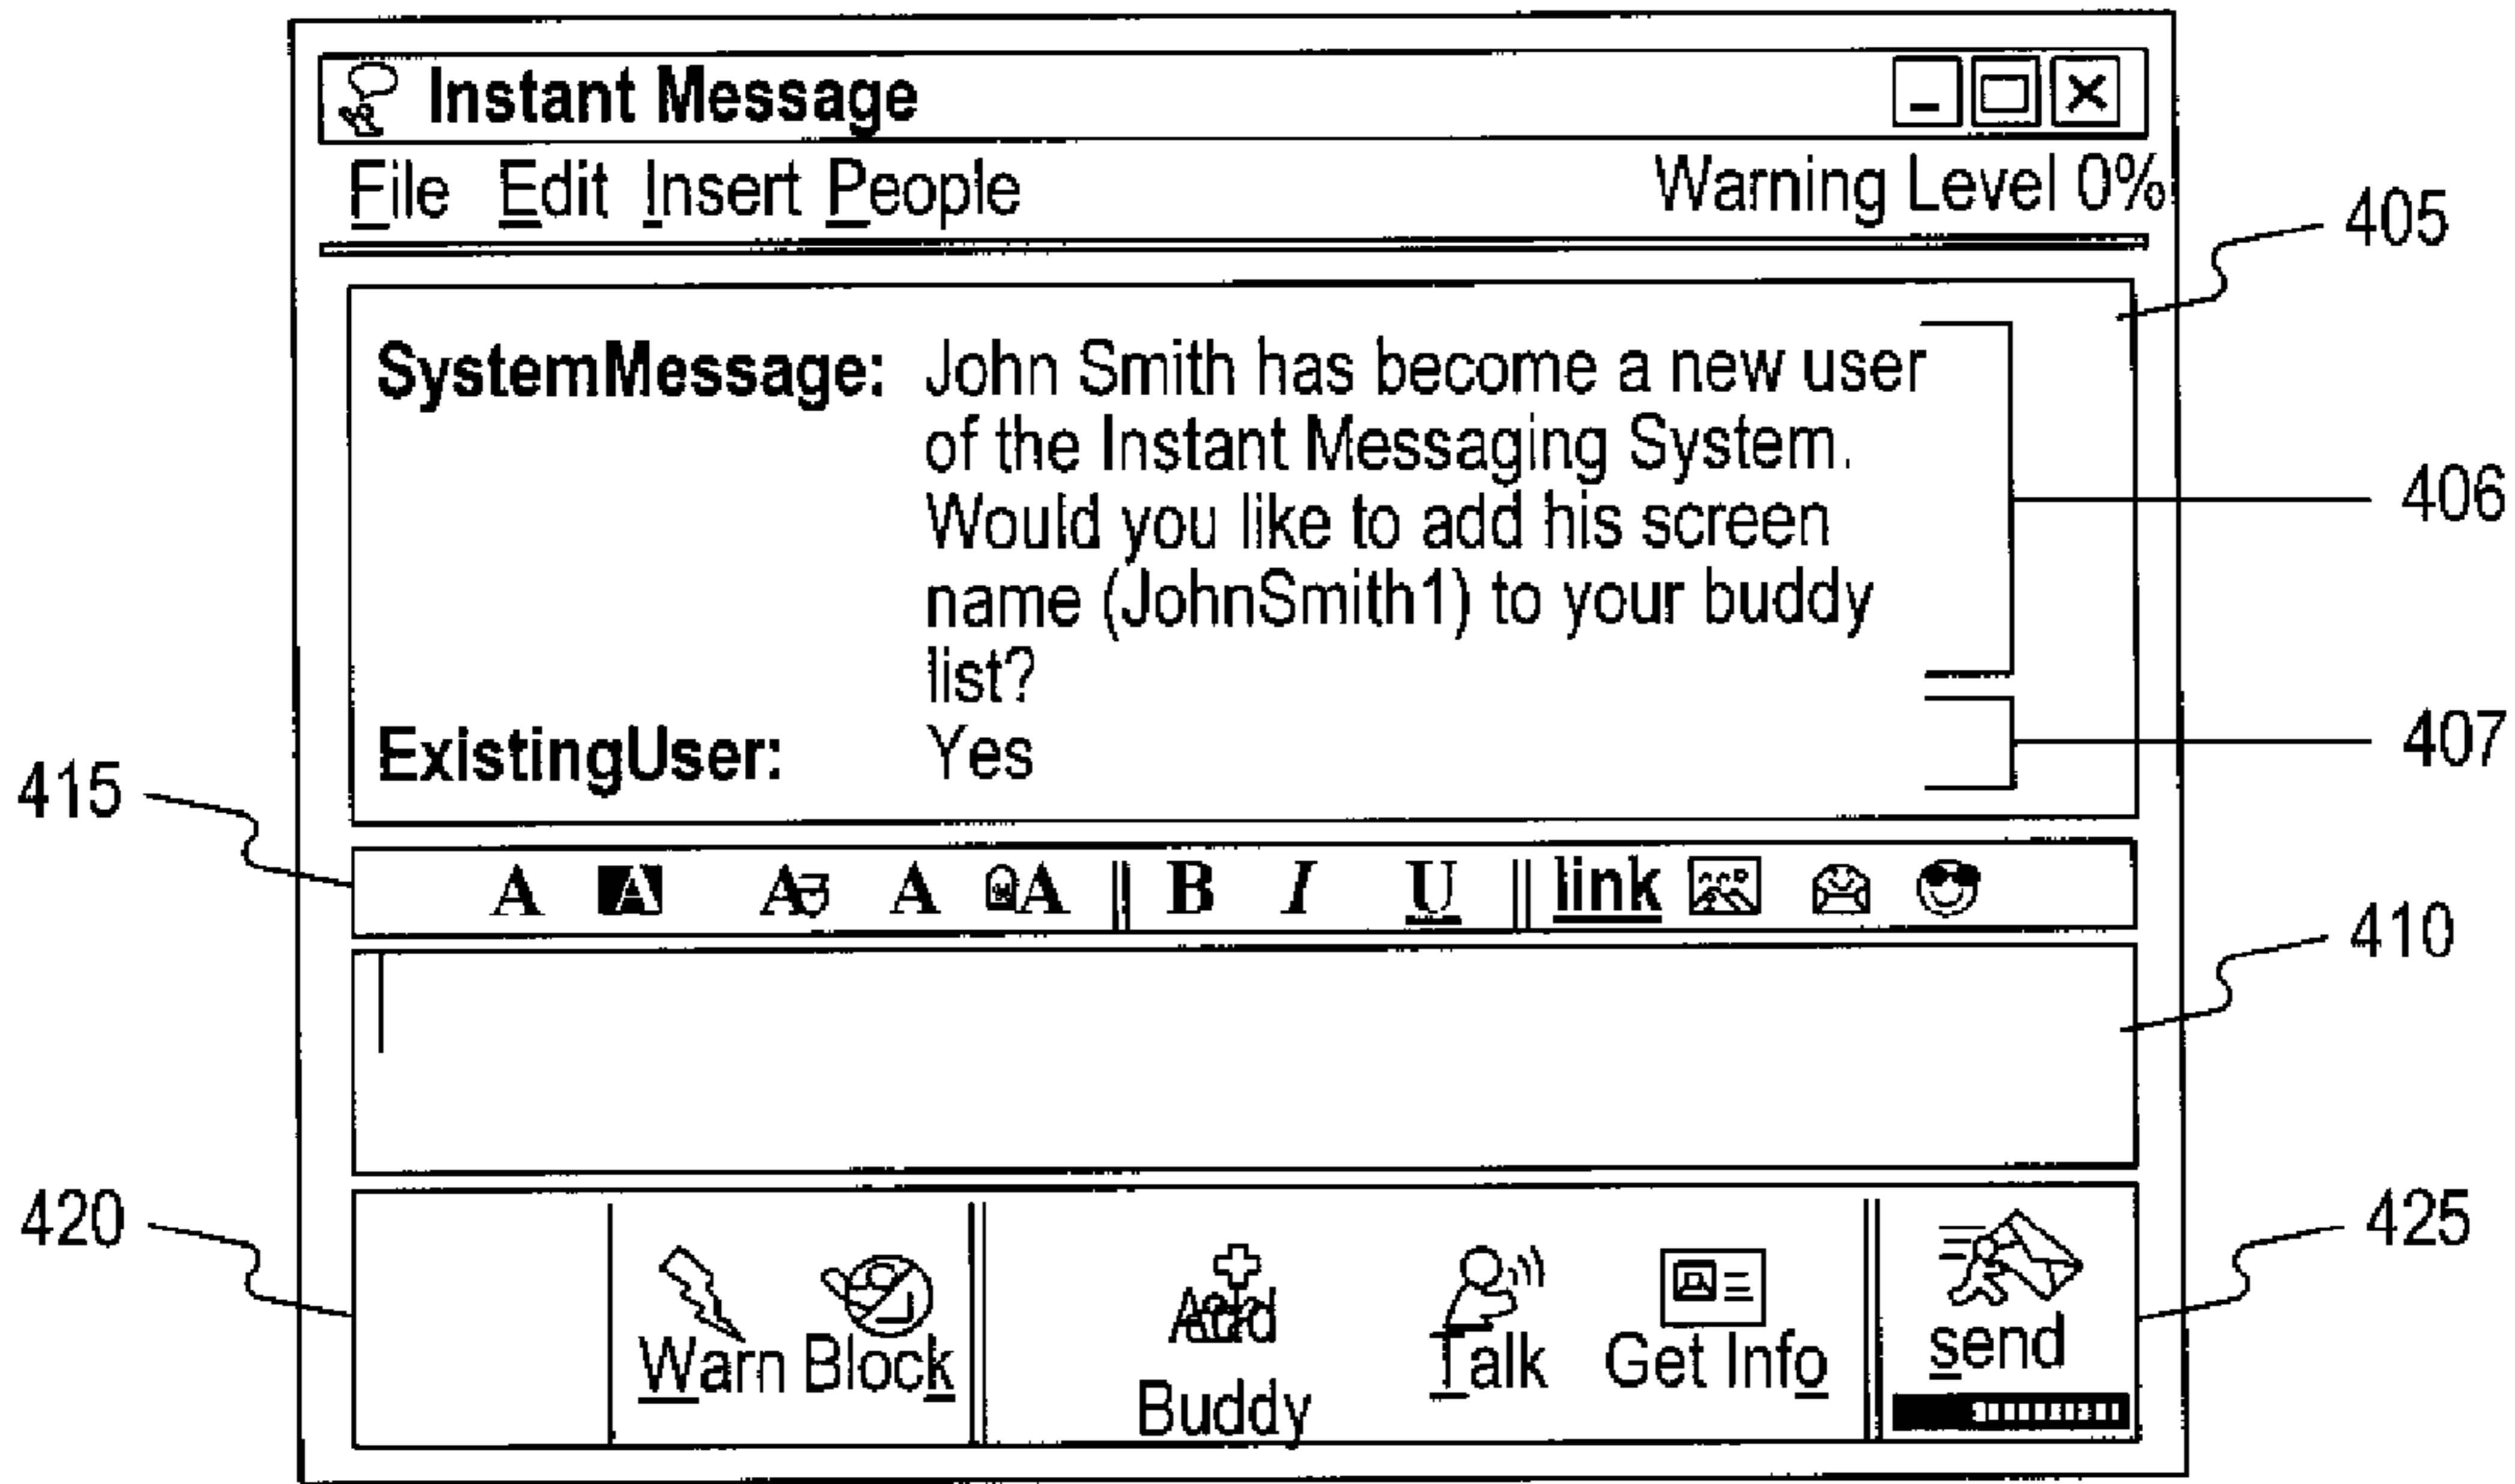 Instant Message
File Edit Insert People Warning Level 0%
405
SystemMessage: John Smith has become a new user
of the Instant Messaging System.
Would you like to add his screen
name (JohnSmith1) to your buddy
list?
406
ExistingUser: Yes
407
415
A A A A A B I U link
410
420
425
Add
Warn Block Buddy Talk Get Info send